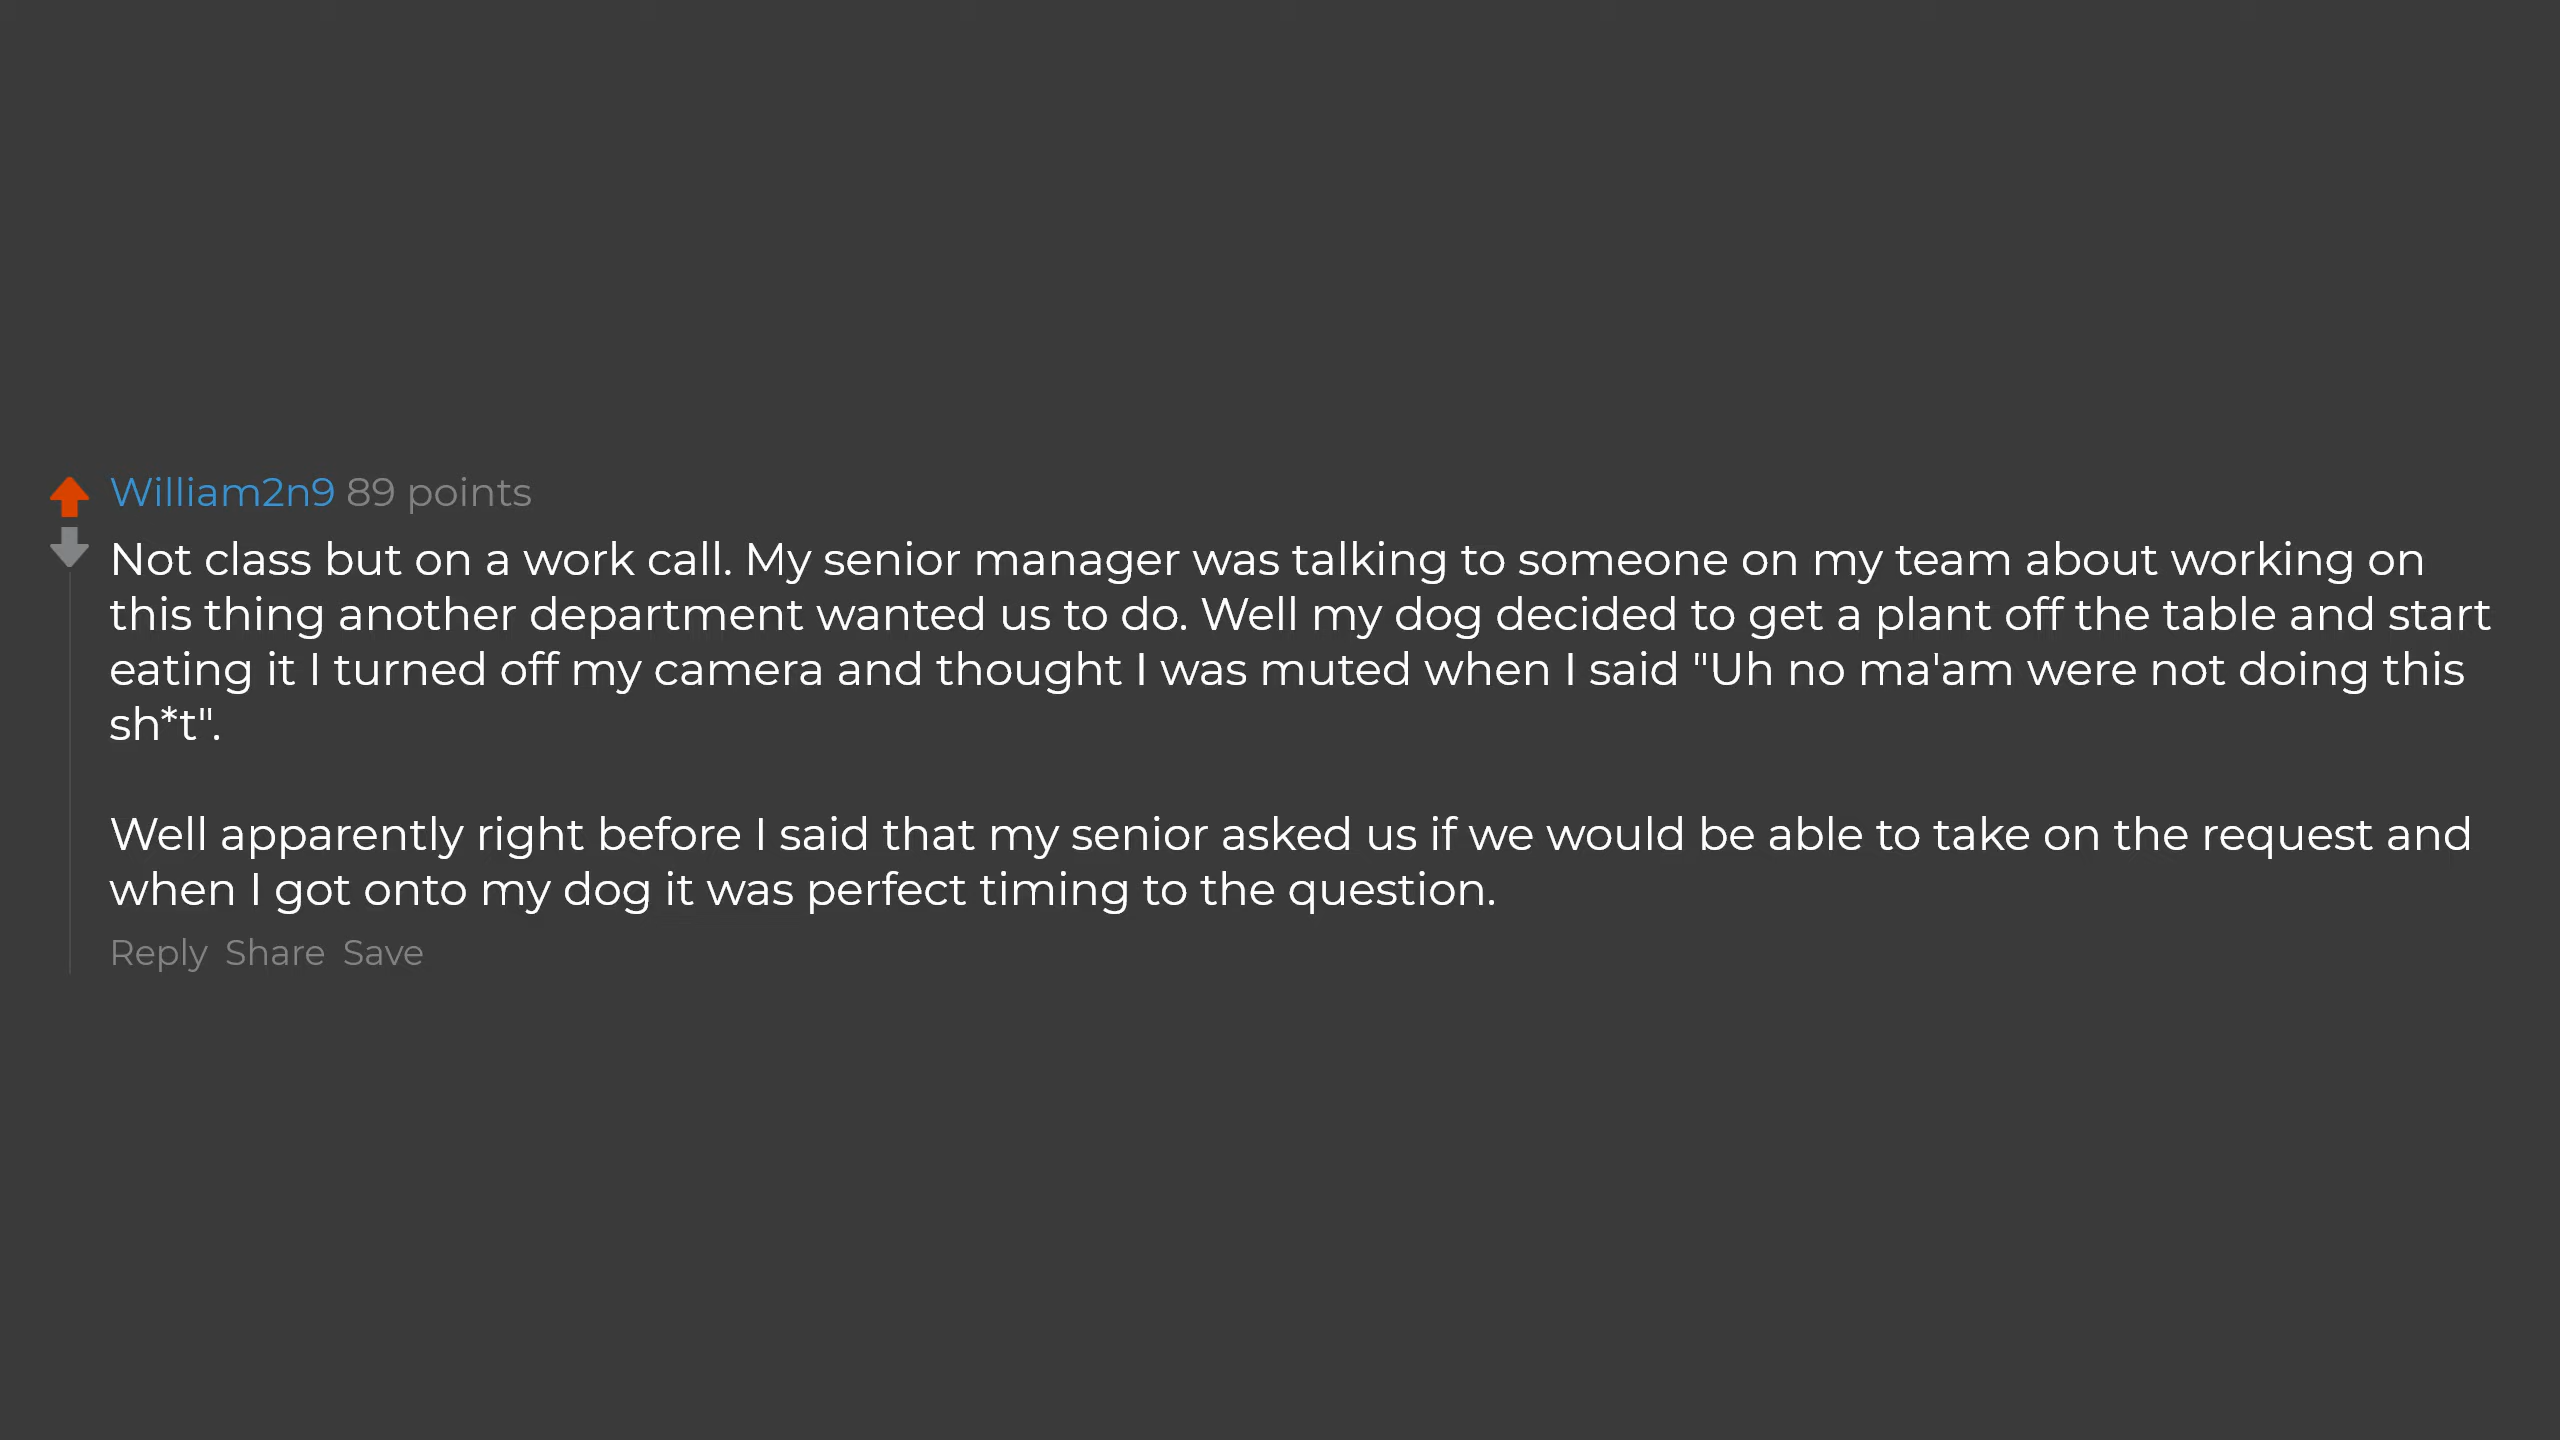 William2n9 89 points
Not class but on a work call. My senior manager was talking to someone on my team about working on
this thing another department wanted us to do. Well my dog decided to get a plant off the table and start
eating it I turned off my camera and thought I was muted when I said "Uh no ma'am were not doing this
sh*t".
Well apparently right before I said that my senior asked us if we would be able to take on the request and
when I got onto my dog it was perfect timing to the question.
Reply Share Save